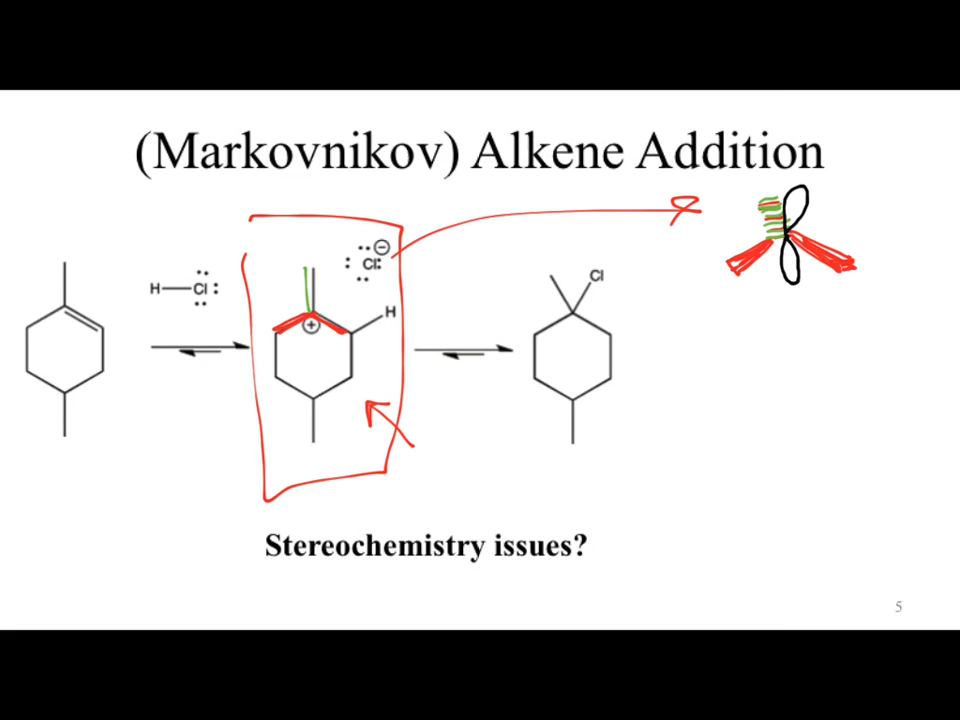 (Markovnikov) Alkene Addition
H—Cl:
:Cl: ⊖
H
⊕
Cl
Stereochemistry issues?
5